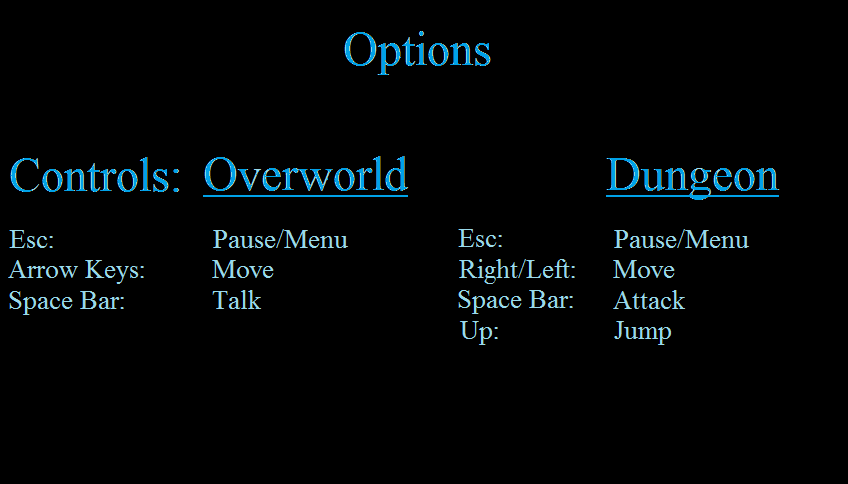 Options
Controls: Overworld Dungeon
Esc: Pause/Menu Esc: Pause/Menu
Arrow Keys: Move Right/Left: Move
Space Bar: Talk Space Bar: Attack
Up: Jump